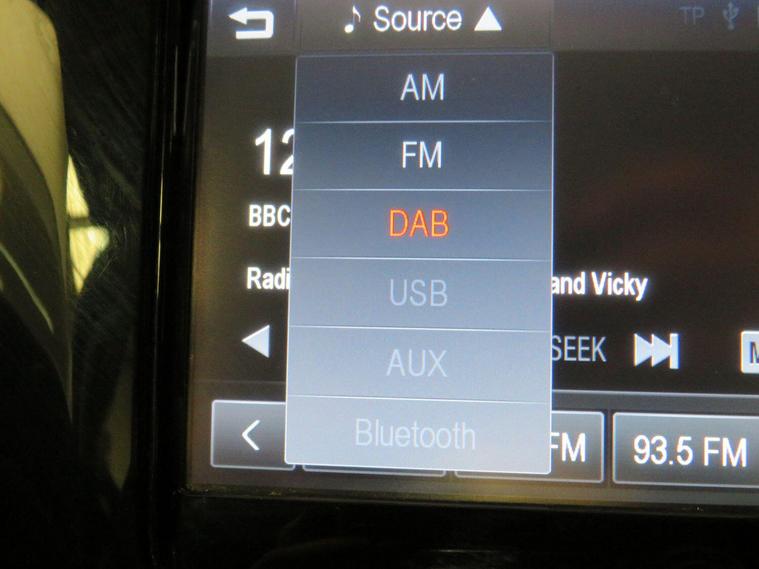 Source
TP
AM
12
FM
BBC
DAB
Radi
USB
and Vicky
AUX
SEEK
M
Bluetooth
FM
93.5 FM